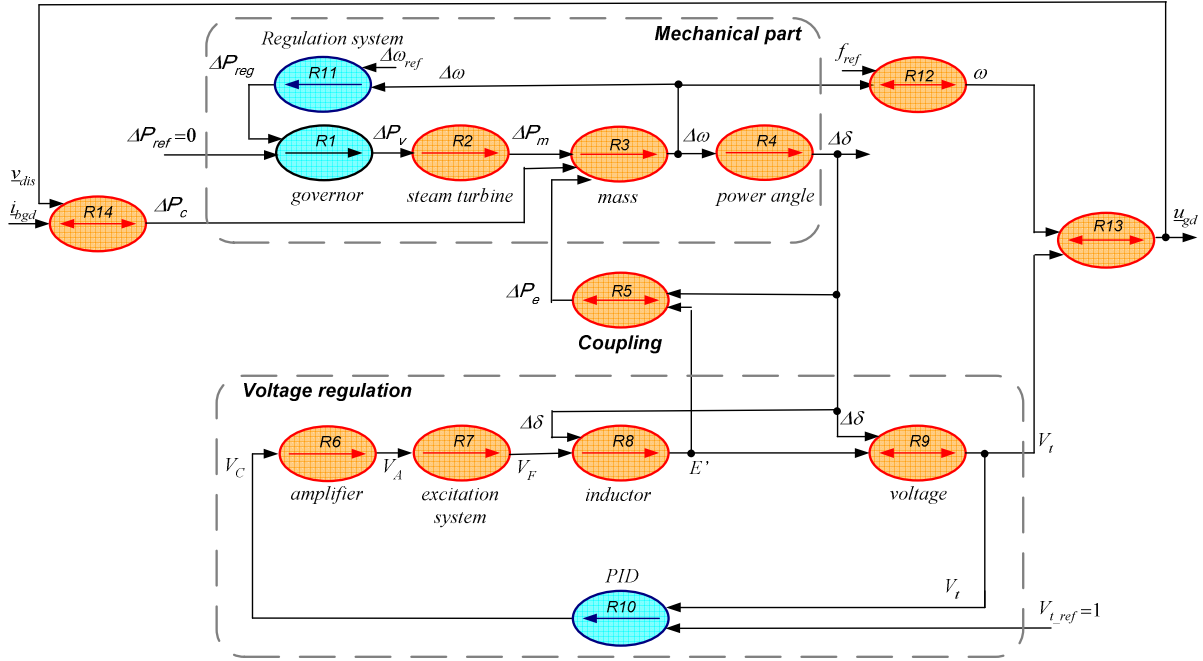 Regulation system
Mechanical part
ΔP_reg
R11
Δω_ref
Δω
f_ref
R12
ω
ΔP_ref=0
R1
ΔP_v
R2
ΔP_m
R3
Δω
R4
Δδ
governor
steam turbine
mass
power angle
v_dis
i_bgd
R14
ΔP_c
R13
u_gd
ΔP_e
R5
Coupling
Voltage regulation
Δδ
Δδ
V_C
R6
V_A
R7
V_F
R8
E'
R9
V_t
amplifier
excitation
system
inductor
voltage
PID
R10
V_t
V_t_ref=1